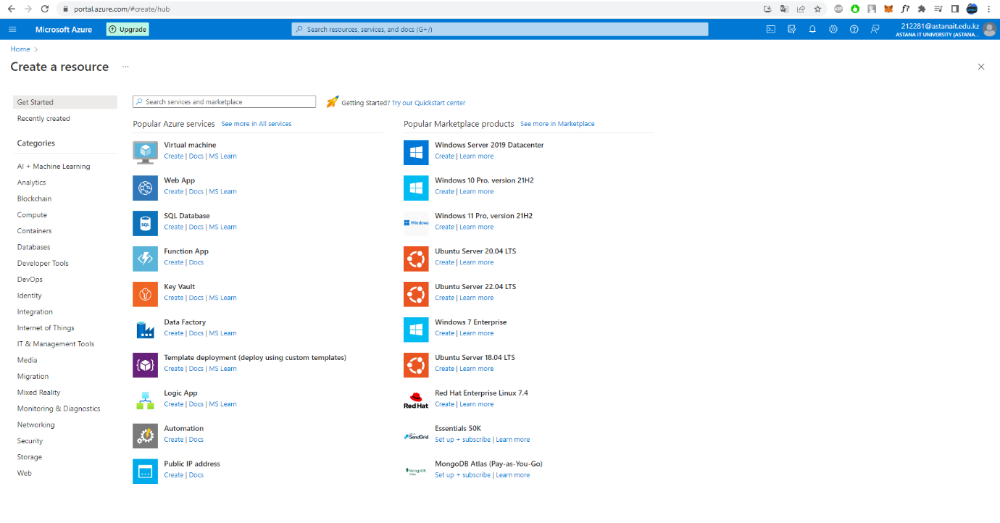 portal.azure.com/#create/hub
Microsoft Azure
Upgrade
Search resources, services, and docs (G+/)
212281@astanait.edu.kz
ASTANA IT UNIVERSITY (ASTANA...
Home
Create a resource
...
Get Started
Recently created
Categories
AI + Machine Learning
Analytics
Blockchain
Compute
Containers
Databases
Developer Tools
DevOps
Identity
Integration
Internet of Things
IT & Management Tools
Media
Migration
Mixed Reality
Monitoring & Diagnostics
Networking
Security
Storage
Web
Search services and marketplace
Getting Started? Try our Quickstart center
Popular Azure services See more in All services
Virtual machine
Create | Docs | MS Learn
Web App
Create | Docs | MS Learn
SQL
SQL Database
Create | Docs | MS Learn
Function App
Create | Docs
Key Vault
Create | Docs | MS Learn
Data Factory
Create | Docs | MS Learn
Template deployment (deploy using custom templates)
Create | Docs | MS Learn
Logic App
Create | Docs | MS Learn
Automation
Create | Docs
Public IP address
Create | Docs
Popular Marketplace products See more in Marketplace
Windows Server 2019 Datacenter
Create | Learn more
Windows 10 Pro, version 21H2
Create | Learn more
Windows
Windows 11 Pro, version 21H2
Create | Learn more
Ubuntu Server 20.04 LTS
Create | Learn more
Ubuntu Server 22.04 LTS
Create | Learn more
Windows 7 Enterprise
Create | Learn more
Ubuntu Server 18.04 LTS
Create | Learn more
Red Hat
Red Hat Enterprise Linux 7.4
Create | Learn more
SendGrid
Essentials 50K
Set up + subscribe | Learn more
MongoDB
Atlas
MongoDB Atlas (Pay-as-You-Go)
Set up + subscribe | Learn more